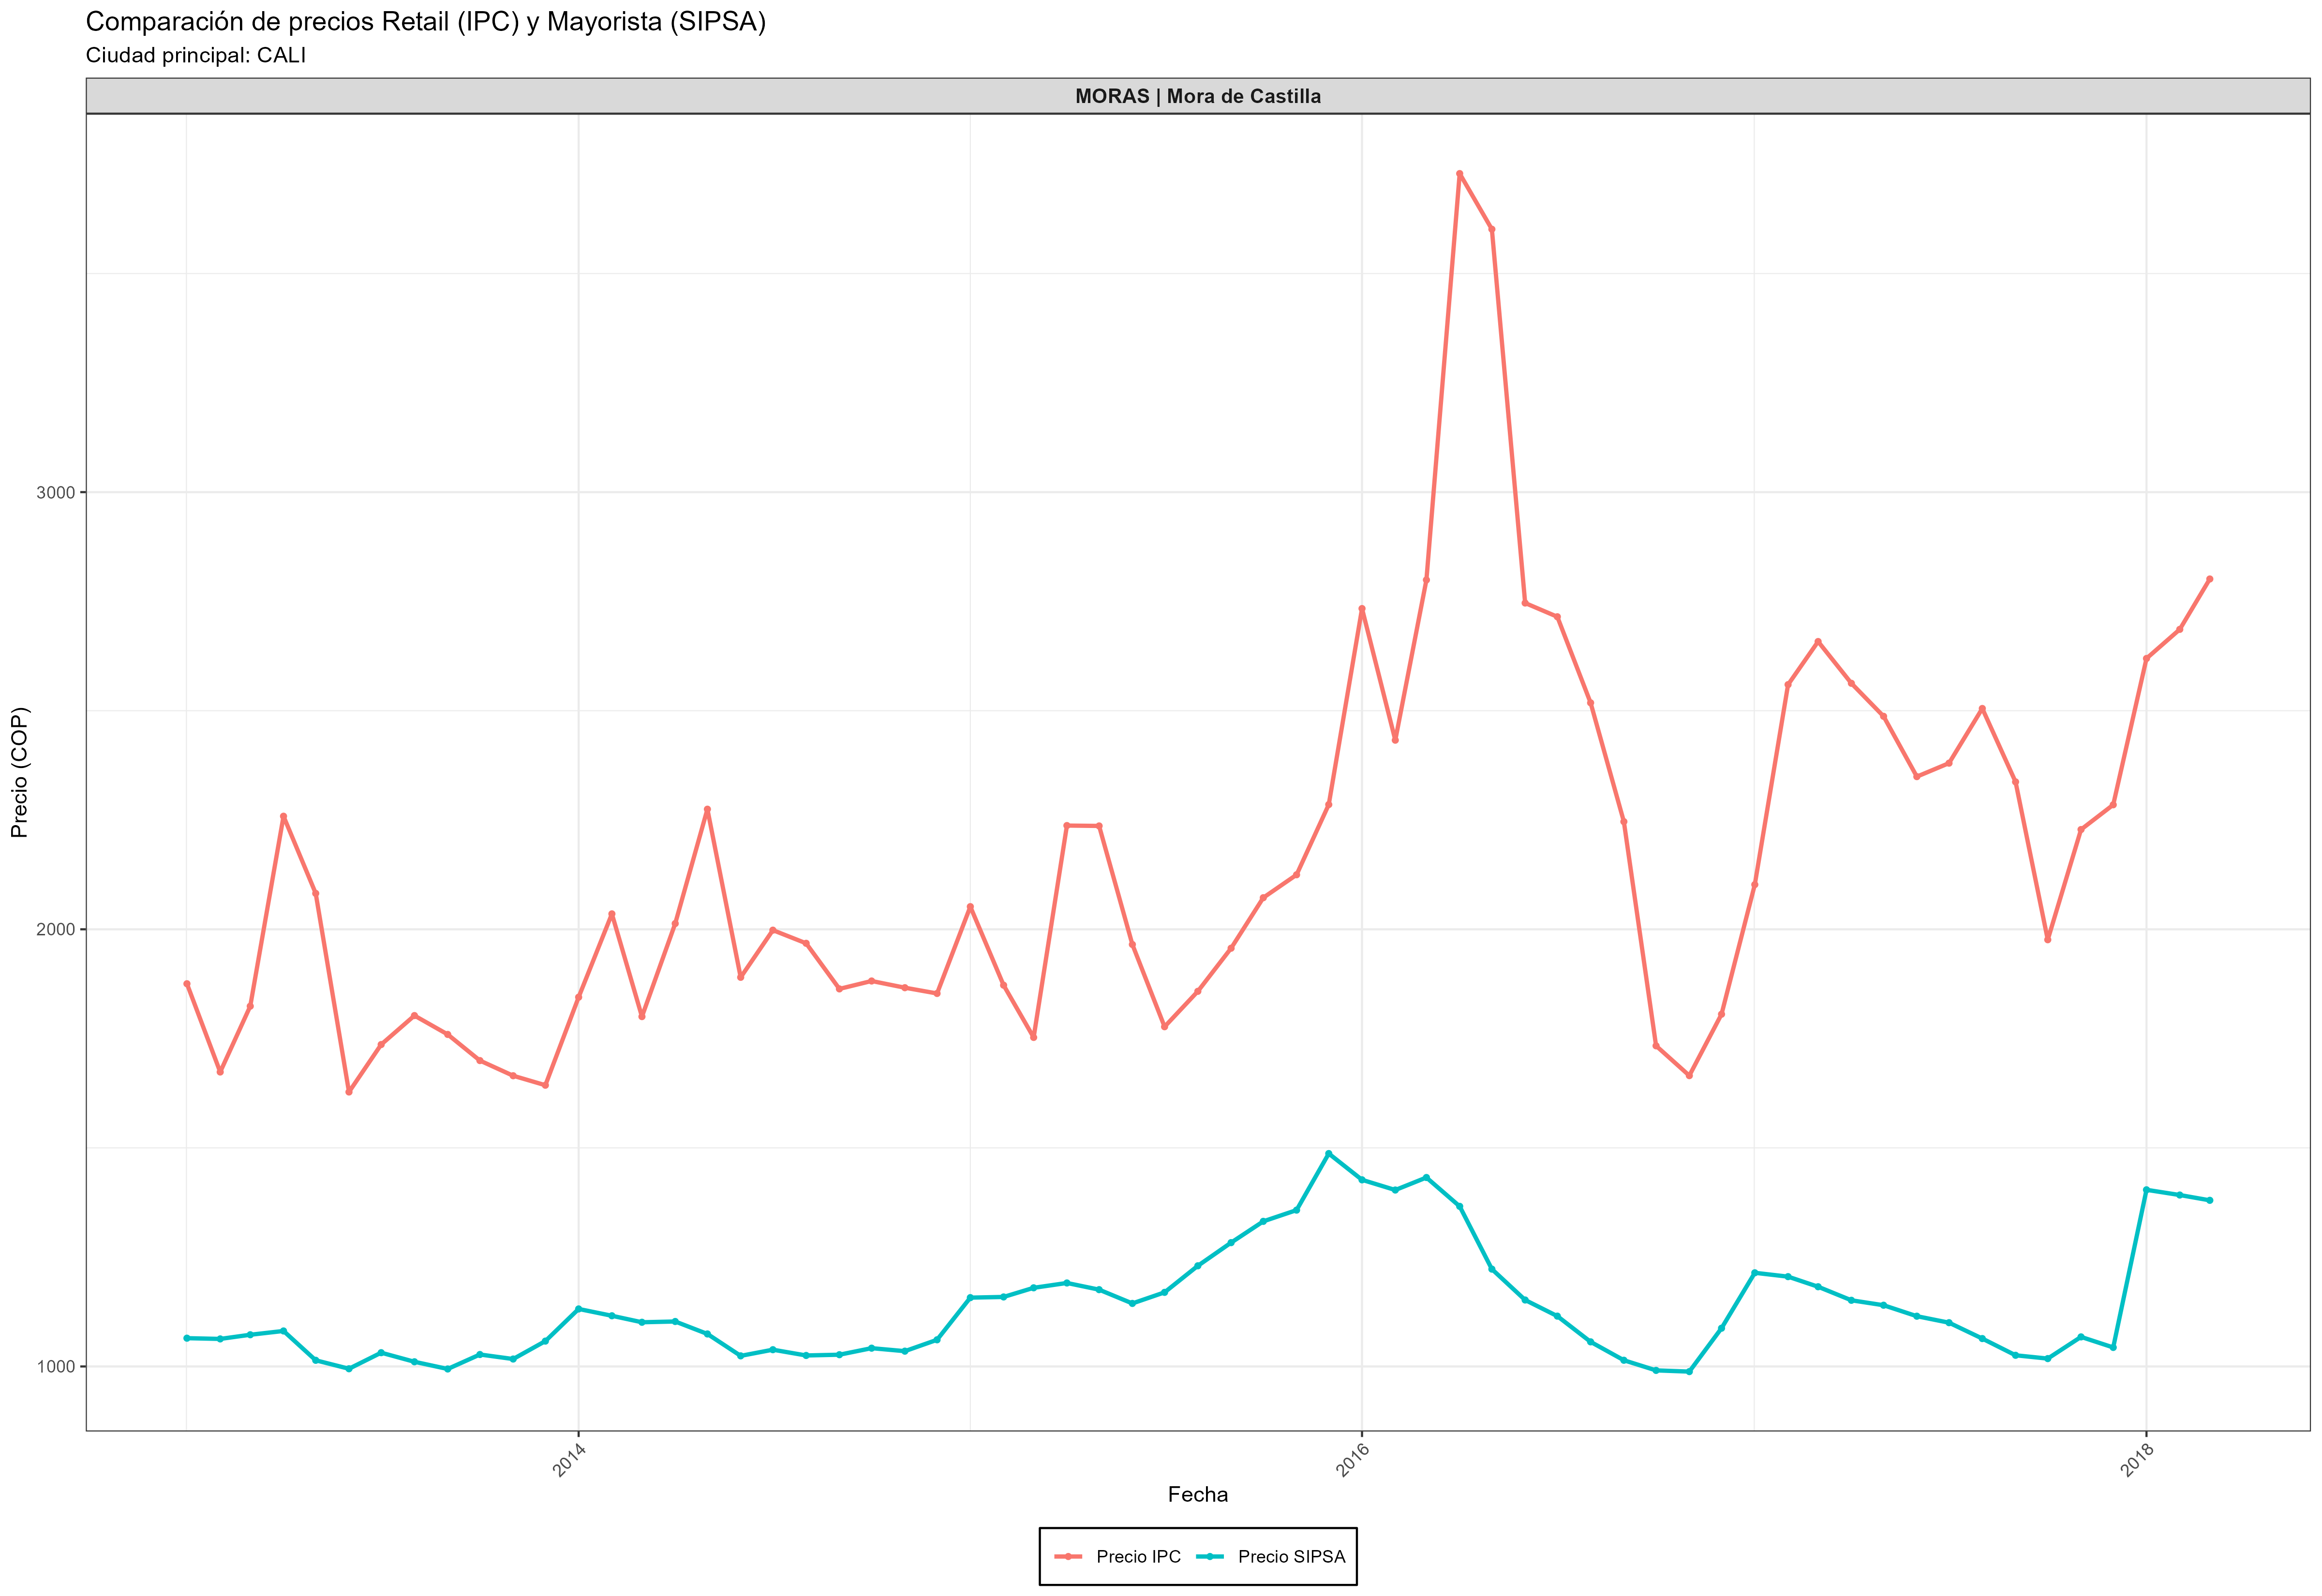 Comparación de precios Retail (IPC) y Mayorista (SIPSA)
Ciudad principal: CALI
MORAS | Mora de Castilla
Precio (COP)
3000
2000
1000
2014
2016
2018
Fecha
Precio IPC
Precio SIPSA